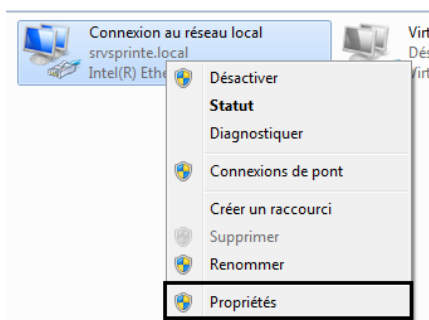 Connexion au réseau local
srvsprinte.local
Intel(R) Ethe
Désactiver
Statut
Diagnostiquer
Connexions de pont
Créer un raccourci
Supprimer
Renommer
Propriétés